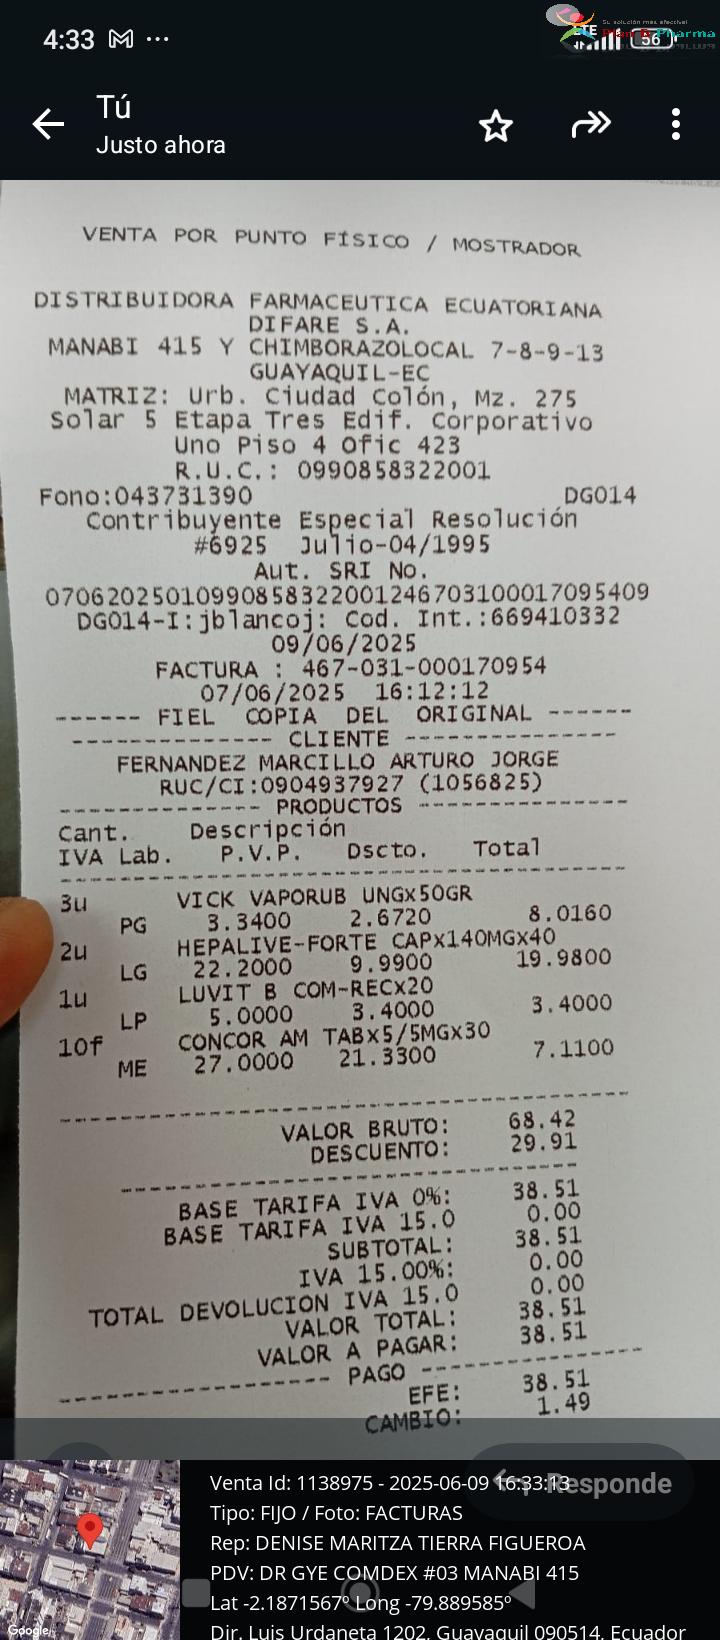 4:33
LTE
56
Su solución más efectiva!
Plan B Pharma
Tú
Justo ahora
VENTA POR PUNTO FÍSICO / MOSTRADOR
DISTRIBUIDORA FARMACEUTICA ECUATORIANA
DIFARE S.A.
MANABI 415 Y CHIMBORAZOLOCAL 7-8-9-13
GUAYAQUIL-EC
MATRIZ: Urb. Ciudad Colón, Mz. 275
Solar 5 Etapa Tres Edif. Corporativo
Uno Piso 4 Ofic 423
R.U.C.: 0990858322001
Fono:043731390 DG014
Contribuyente Especial Resolución
#6925 Julio-04/1995
Aut. SRI No.
0706202501099085832200124670310001709540​9
DG014-I:jblancoj: Cod. Int.:669410332
09/06/2025
FACTURA : 467-031-000170954
07/06/2025 16:12:12
------ FIEL COPIA DEL ORIGINAL ------
-------------- CLIENTE ---------------
FERNANDEZ MARCILLO ARTURO JORGE
RUC/CI:0904937927 (1056825)
-------------- PRODUCTOS ---------------
Cant. Descripción
IVA Lab. P.V.P. Dscto. Total
3u VICK VAPORUB UNGx50GR
PG 3.3400 2.6720 8.0160
2u HEPALIVE-FORTE CAPx140MGx40
LG 22.2000 9.9900 19.9800
1u LUVIT B COM-RECx20
LP 5.0000 3.4000 3.4000
10f CONCOR AM TABx5/5MGx30
ME 27.0000 21.3300 7.1100
VALOR BRUTO: 68.42
DESCUENTO: 29.91
BASE TARIFA IVA 0%: 38.51
BASE TARIFA IVA 15.0 0.00
SUBTOTAL: 38.51
IVA 15.00%: 0.00
TOTAL DEVOLUCION IVA 15.0 0.00
VALOR TOTAL: 38.51
VALOR A PAGAR: 38.51
------------------ PAGO ---------------
EFE: 38.51
CAMBIO: 1.49
Responde
Venta Id: 1138975 - 2025-06-09 16:33:13
Tipo: FIJO / Foto: FACTURAS
Rep: DENISE MARITZA TIERRA FIGUEROA
PDV: DR GYE COMDEX #03 MANABI 415
Lat -2.1871567° Long -79.889585°
Dir. Luis Urdaneta 1202, Guayaquil 090514, Ecuador
Google